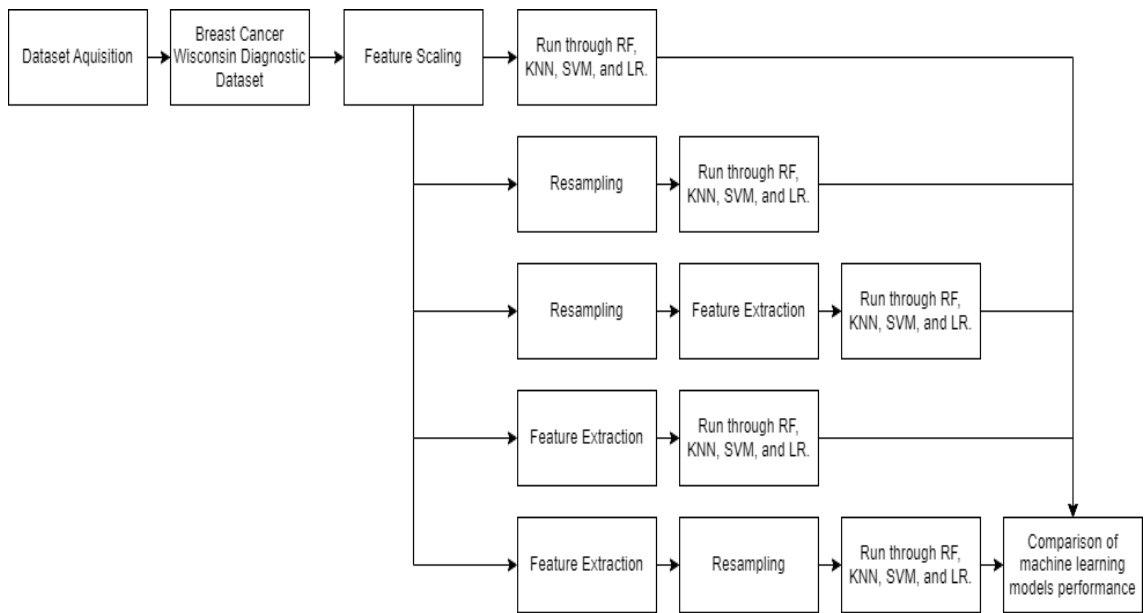 Dataset Aquisition
Breast Cancer
Wisconsin Diagnostic
Dataset
Feature Scaling
Run through RF,
KNN, SVM, and LR.
Resampling
Run through RF,
KNN, SVM, and LR.
Resampling
Feature Extraction
Run through RF,
KNN, SVM, and LR.
Feature Extraction
Run through RF,
KNN, SVM, and LR.
Feature Extraction
Resampling
Run through RF,
KNN, SVM, and LR.
Comparison of
machine learning
models performance